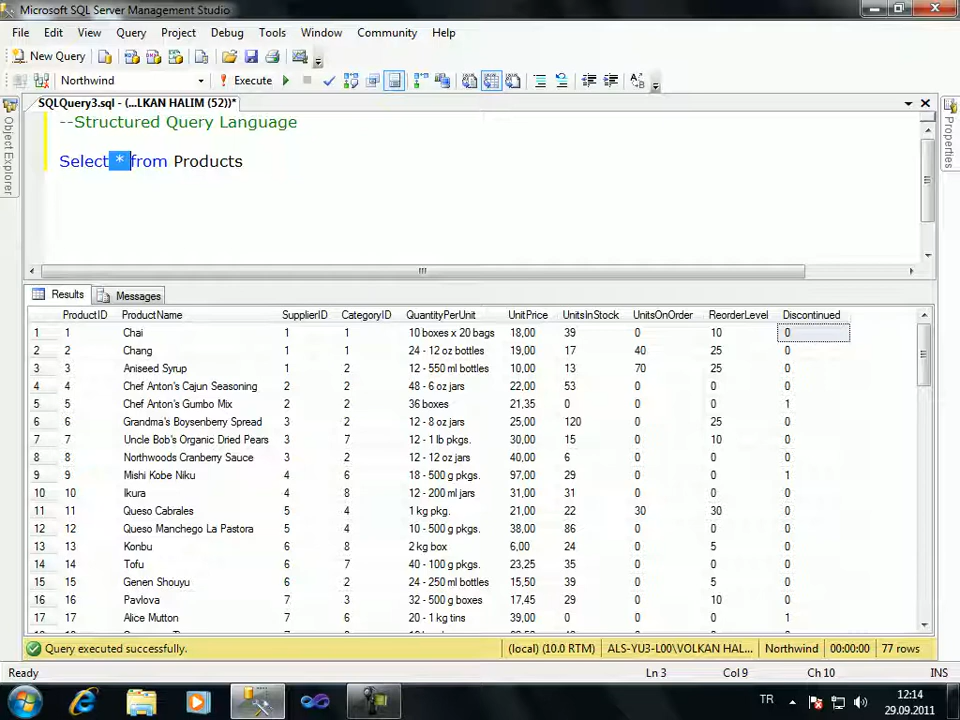 Microsoft SQL Server Management Studio
File Edit View Query Project Debug Tools Window Community Help
New Query
Northwind Execute
SQLQuery3.sql - (...LKAN HALIM (52))*
Object Explorer
Properties
--Structured Query Language
Select * from Products
Results Messages
ProductID ProductName SupplierID CategoryID QuantityPerUnit UnitPrice UnitsInStock UnitsOnOrder ReorderLevel Discontinued
1 1 Chai 1 1 10 boxes x 20 bags 18,00 39 0 10 0
2 2 Chang 1 1 24 - 12 oz bottles 19,00 17 40 25 0
3 3 Aniseed Syrup 1 2 12 - 550 ml bottles 10,00 13 70 25 0
4 4 Chef Anton's Cajun Seasoning 2 2 48 - 6 oz jars 22,00 53 0 0 0
5 5 Chef Anton's Gumbo Mix 2 2 36 boxes 21,35 0 0 0 1
6 6 Grandma's Boysenberry Spread 3 2 12 - 8 oz jars 25,00 120 0 25 0
7 7 Uncle Bob's Organic Dried Pears 3 7 12 - 1 lb pkgs. 30,00 15 0 10 0
8 8 Northwoods Cranberry Sauce 3 2 12 - 12 oz jars 40,00 6 0 0 0
9 9 Mishi Kobe Niku 4 6 18 - 500 g pkgs. 97,00 29 0 0 1
10 10 Ikura 4 8 12 - 200 ml jars 31,00 31 0 0 0
11 11 Queso Cabrales 5 4 1 kg pkg. 21,00 22 30 30 0
12 12 Queso Manchego La Pastora 5 4 10 - 500 g pkgs. 38,00 86 0 0 0
13 13 Konbu 6 8 2 kg box 6,00 24 0 5 0
14 14 Tofu 6 7 40 - 100 g pkgs. 23,25 35 0 0 0
15 15 Genen Shouyu 6 2 24 - 250 ml bottles 15,50 39 0 5 0
16 16 Pavlova 7 3 32 - 500 g boxes 17,45 29 0 10 0
17 17 Alice Mutton 7 6 20 - 1 kg tins 39,00 0 0 0 1
Query executed successfully. (local) (10.0 RTM) ALS-YU3-L00\VOLKAN HAL... Northwind 00:00:00 77 rows
Ready Ln 3 Col 9 Ch 10 INS
TR 12:14
29.09.2011